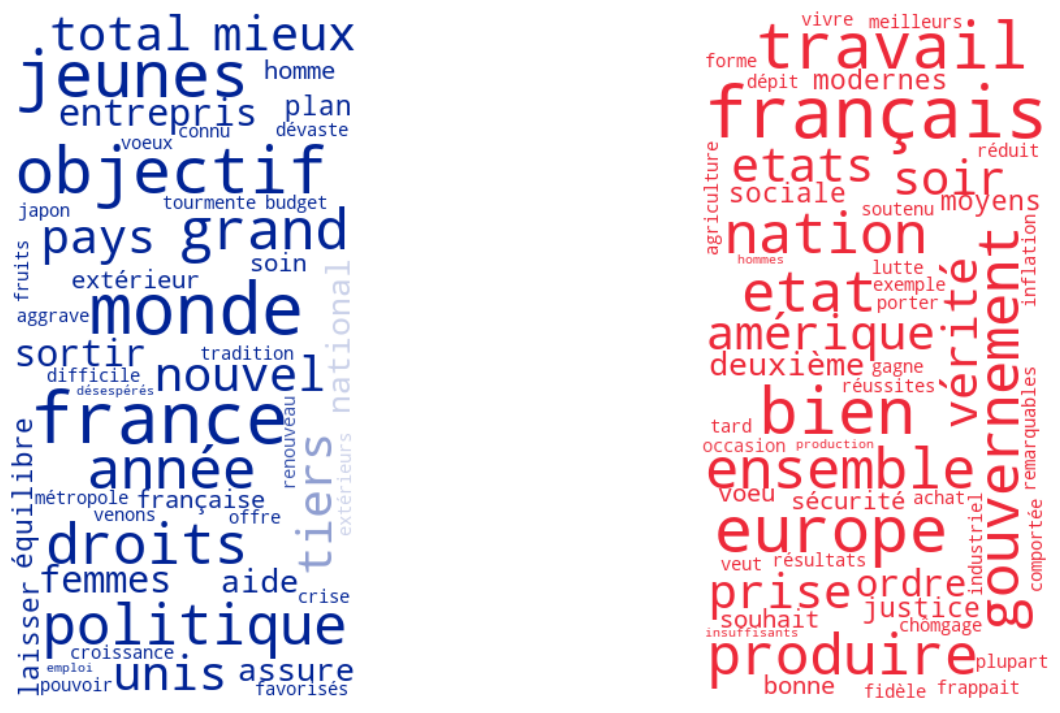 total mieux
jeunes homme
entrepris plan
connu dévaste
voeux
objectif
tourmente budget
japon
pays grand
soin
fruits
extérieur
national
monde
aggrave
sortir tradition
difficile nouvel
désespérés
france
renouveau
année
équilibre
tiers
extérieurs
métropole française
venons offre
droits
femmes aide
crise
politique
laisser
croissance
emploi unis assure
pouvoir favorisés
vivre meilleurs
travail
forme
dépit modernes
français
réduit
agriculture
etats soir
sociale moyens
soutenu
nation
hommes
inflation
lutte
etat exemple
porter
vérité
gouvernement
amérique
deuxième gagne
réussites
bien
remarquables
tard
occasion production
ensemble
voeu sécurité achat
europe
industriel
comportée
veut résultats
prise ordre
justice
souhait
chômgage
insuffisants
produire
plupart
bonne fidèle frappait